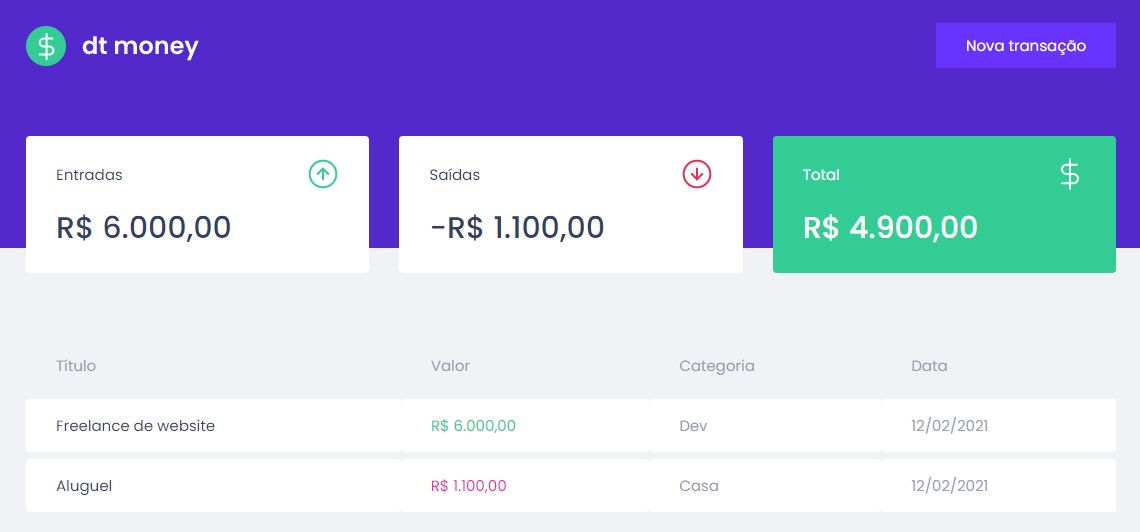 dt money
Nova transação
Entradas
R$ 6.000,00
Saídas
-R$ 1.100,00
Total
R$ 4.900,00
Título Valor Categoria Data
Freelance de website R$ 6.000,00 Dev 12/02/2021
Aluguel R$ 1.100,00 Casa 12/02/2021